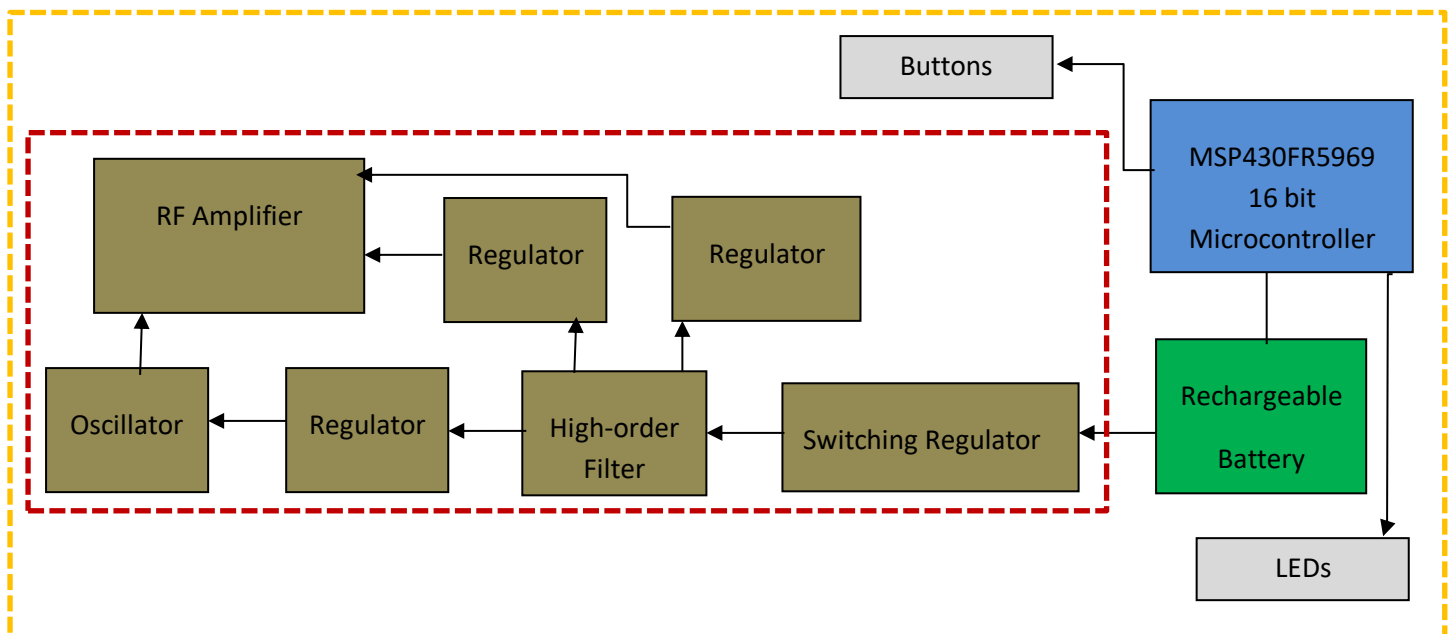 Buttons
MSP430FR5969
16 bit
Microcontroller
RF Amplifier
Regulator
Regulator
Oscillator
Regulator
High-order
Filter
Switching Regulator
Rechargeable
Battery
LEDs